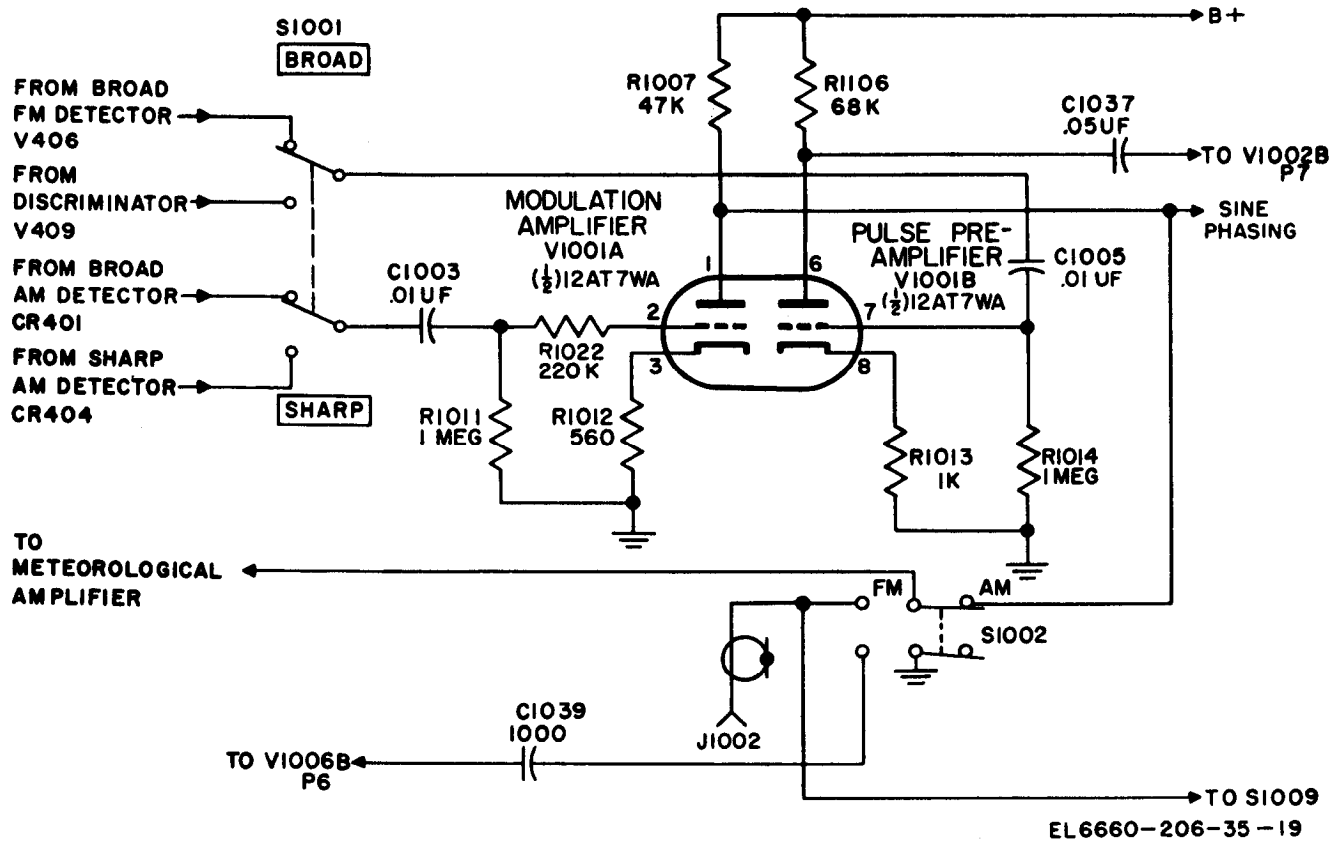 S1001
BROAD
FROM BROAD
FM DETECTOR
V406
FROM
DISCRIMINATOR
V409
FROM BROAD
AM DETECTOR
CR401
FROM SHARP
AM DETECTOR
CR404
SHARP
C1003
.01UF
R1011
1 MEG
R1022
220K
R1012
560
MODULATION
AMPLIFIER
V1001A
(½)12AT7WA
R1007
47K
R1106
68K
B+
C1037
.05UF
TO V1002B
P7
SINE
PHASING
PULSE PRE-
AMPLIFIER
V1001B
(½)12AT7WA
C1005
.01UF
1
6
2
7
3
8
R1013
1K
R1014
1MEG
TO
METEOROLOGICAL
AMPLIFIER
FM
AM
S1002
J1002
C1039
1000
TO V1006B
P6
TO S1009
EL6660-206-35-19